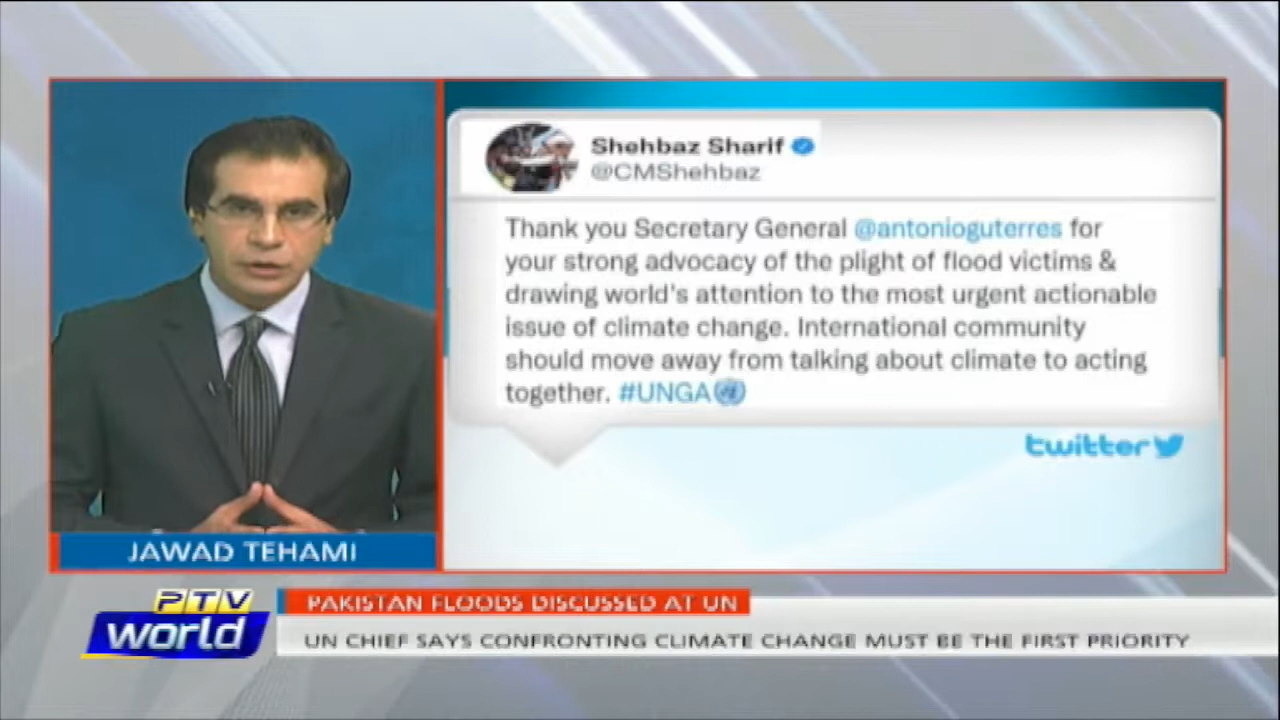 Shehbaz Sharif
@CMShehbaz
Thank you Secretary General @antonioguterres for
your strong advocacy of the plight of flood victims &
drawing world's attention to the most urgent actionable
issue of climate change. International community
should move away from talking about climate to acting
together. #UNGA
twitter
JAWAD TEHAMI
PTV
world
PAKISTAN FLOODS DISCUSSED AT UN
UN CHIEF SAYS CONFRONTING CLIMATE CHANGE MUST BE THE FIRST PRIORITY